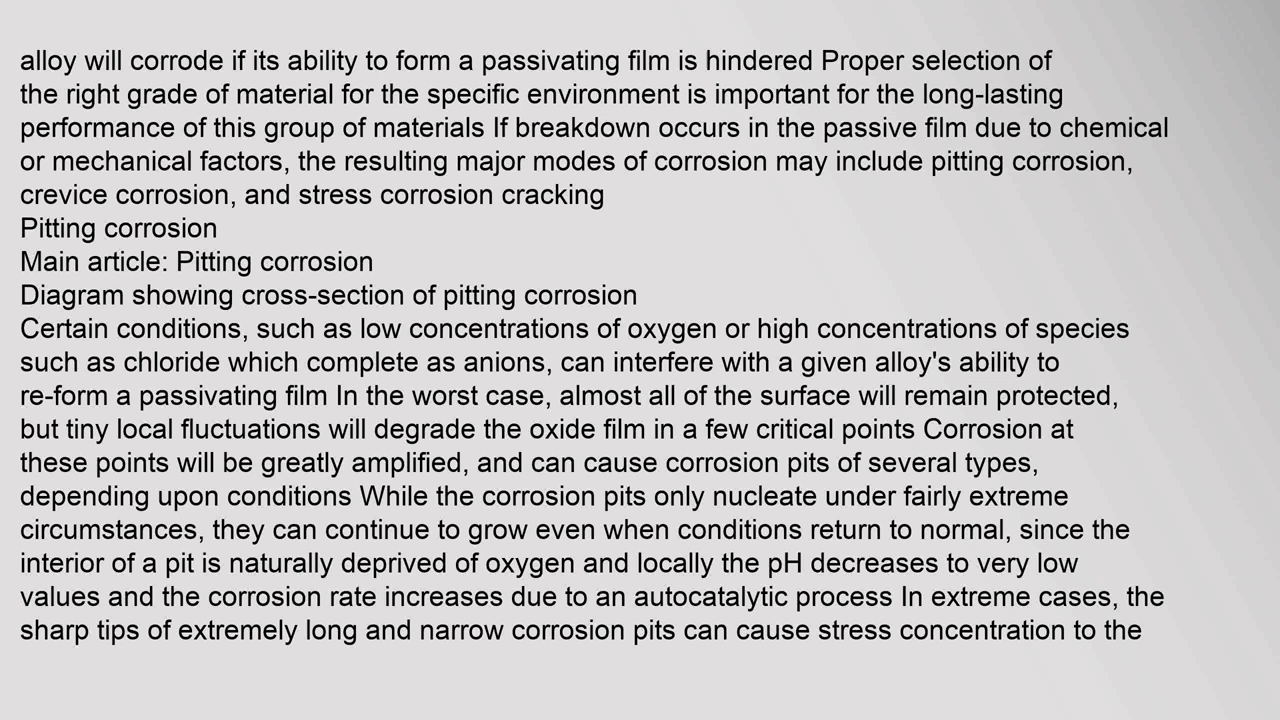 alloy will corrode if its ability to form a passivating film is hindered Proper selection of
the right grade of material for the specific environment is important for the long-lasting
performance of this group of materials If breakdown occurs in the passive film due to chemical
or mechanical factors, the resulting major modes of corrosion may include pitting corrosion,
crevice corrosion, and stress corrosion cracking
Pitting corrosion
Main article: Pitting corrosion
Diagram showing cross-section of pitting corrosion
Certain conditions, such as low concentrations of oxygen or high concentrations of species
such as chloride which complete as anions, can interfere with a given alloy's ability to
re-form a passivating film In the worst case, almost all of the surface will remain protected,
but tiny local fluctuations will degrade the oxide film in a few critical points Corrosion at
these points will be greatly amplified, and can cause corrosion pits of several types,
depending upon conditions While the corrosion pits only nucleate under fairly extreme
circumstances, they can continue to grow even when conditions return to normal, since the
interior of a pit is naturally deprived of oxygen and locally the pH decreases to very low
values and the corrosion rate increases due to an autocatalytic process In extreme cases, the
sharp tips of extremely long and narrow corrosion pits can cause stress concentration to the